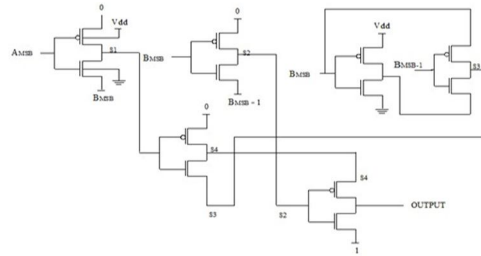 0
Vdd
AMSB
S1
BMSB
0
BMSB
S2
BMSB - 1
Vdd
BMSB
BMSB-1
S3
0
S4
S3
S2
S4
OUTPUT
1